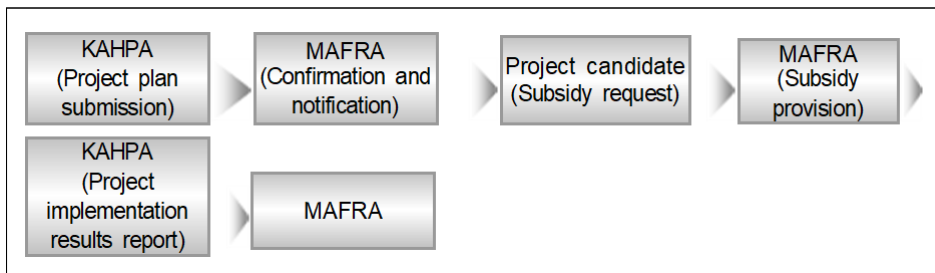 KAHPA
(Project plan
submission)
MAFRA
(Confirmation and
notification)
Project candidate
(Subsidy request)
MAFRA
(Subsidy
provision)
KAHPA
(Project
implementation
results report)
MAFRA